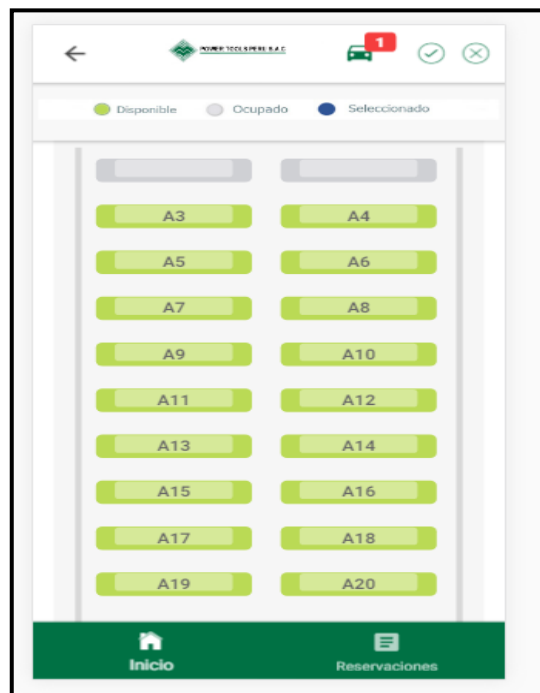 POWER TOOLS PERU S.A.C
1
Disponible Ocupado Seleccionado
A3 A4
A5 A6
A7 A8
A9 A10
A11 A12
A13 A14
A15 A16
A17 A18
A19 A20
Inicio Reservaciones